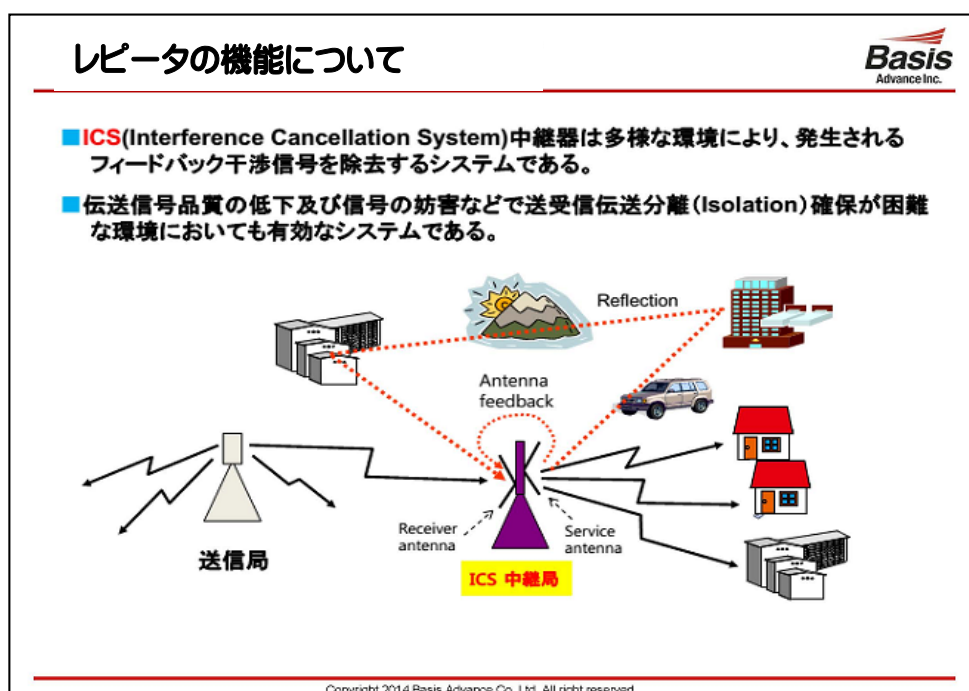 レピータの機能について
Basis
Advance Inc.
■ICS(Interference Cancellation System)中継器は多様な環境により、発生される
フィードバック干渉信号を除去するシステムである。
■伝送信号品質の低下及び信号の妨害などで送受信伝送分離(Isolation)確保が困難
な環境においても有効なシステムである。
Reflection
Antenna
feedback
Receiver
antenna
Service
antenna
送信局
ICS 中継局
Copyright 2014 Basis Advance Co.,Ltd. All right reserved